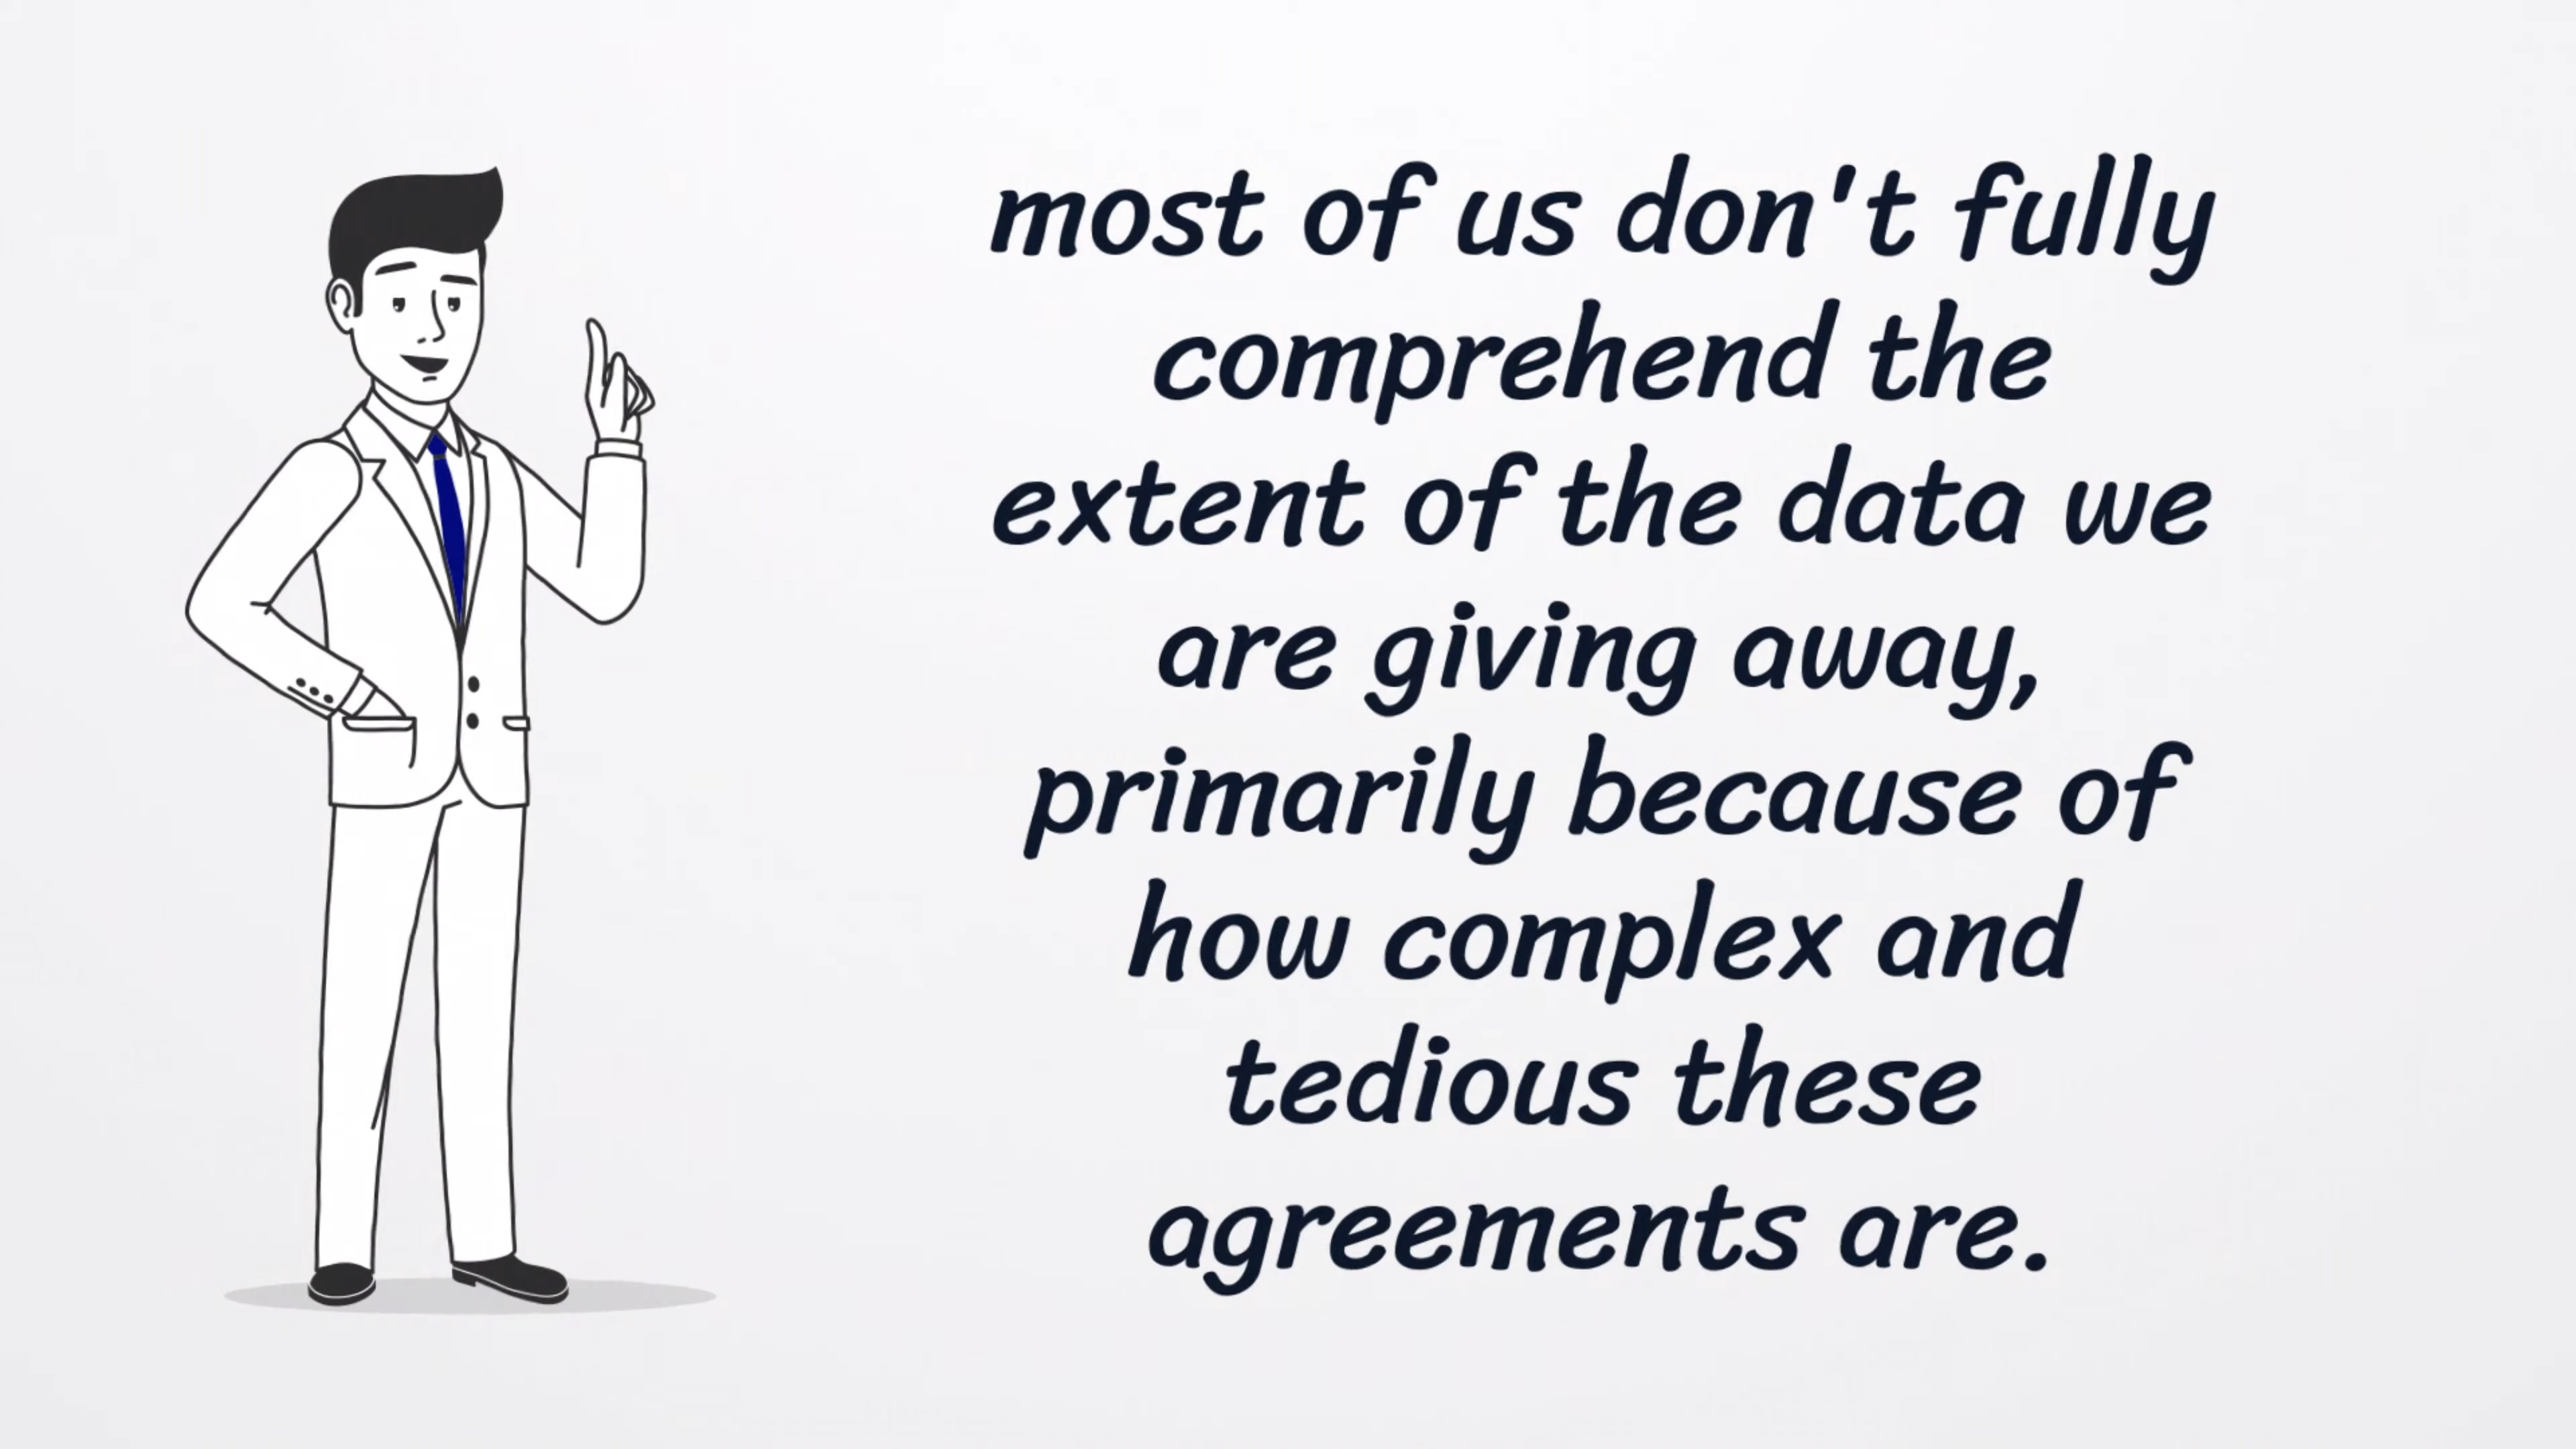 most of us don't fully
comprehend the
extent of the data we
are giving away,
primarily because of
how complex and
tedious these
agreements are.